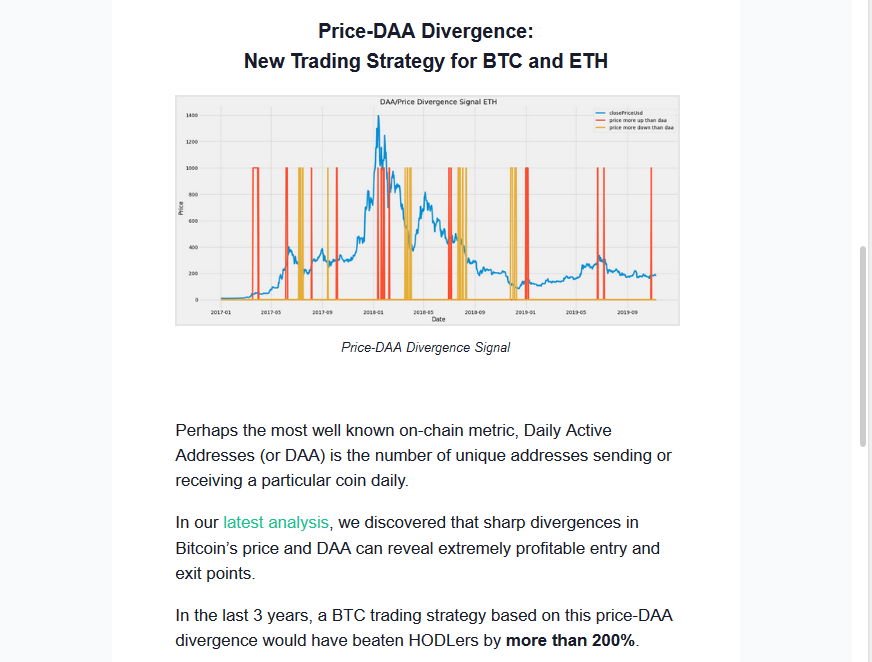 Price-DAA Divergence:
New Trading Strategy for BTC and ETH
DAA/Price Divergence Signal ETH
closePriceUsd
price more up than daa
price more down than daa
1400
1200
1000
800
600
400
200
0
Price
2017-01 2017-05 2017-09 2018-01 2018-05 2018-09 2019-01 2019-05 2019-09
Date
Price-DAA Divergence Signal
Perhaps the most well known on-chain metric, Daily Active
Addresses (or DAA) is the number of unique addresses sending or
receiving a particular coin daily.
In our latest analysis, we discovered that sharp divergences in
Bitcoin’s price and DAA can reveal extremely profitable entry and
exit points.
In the last 3 years, a BTC trading strategy based on this price-DAA
divergence would have beaten HODLers by more than 200%.